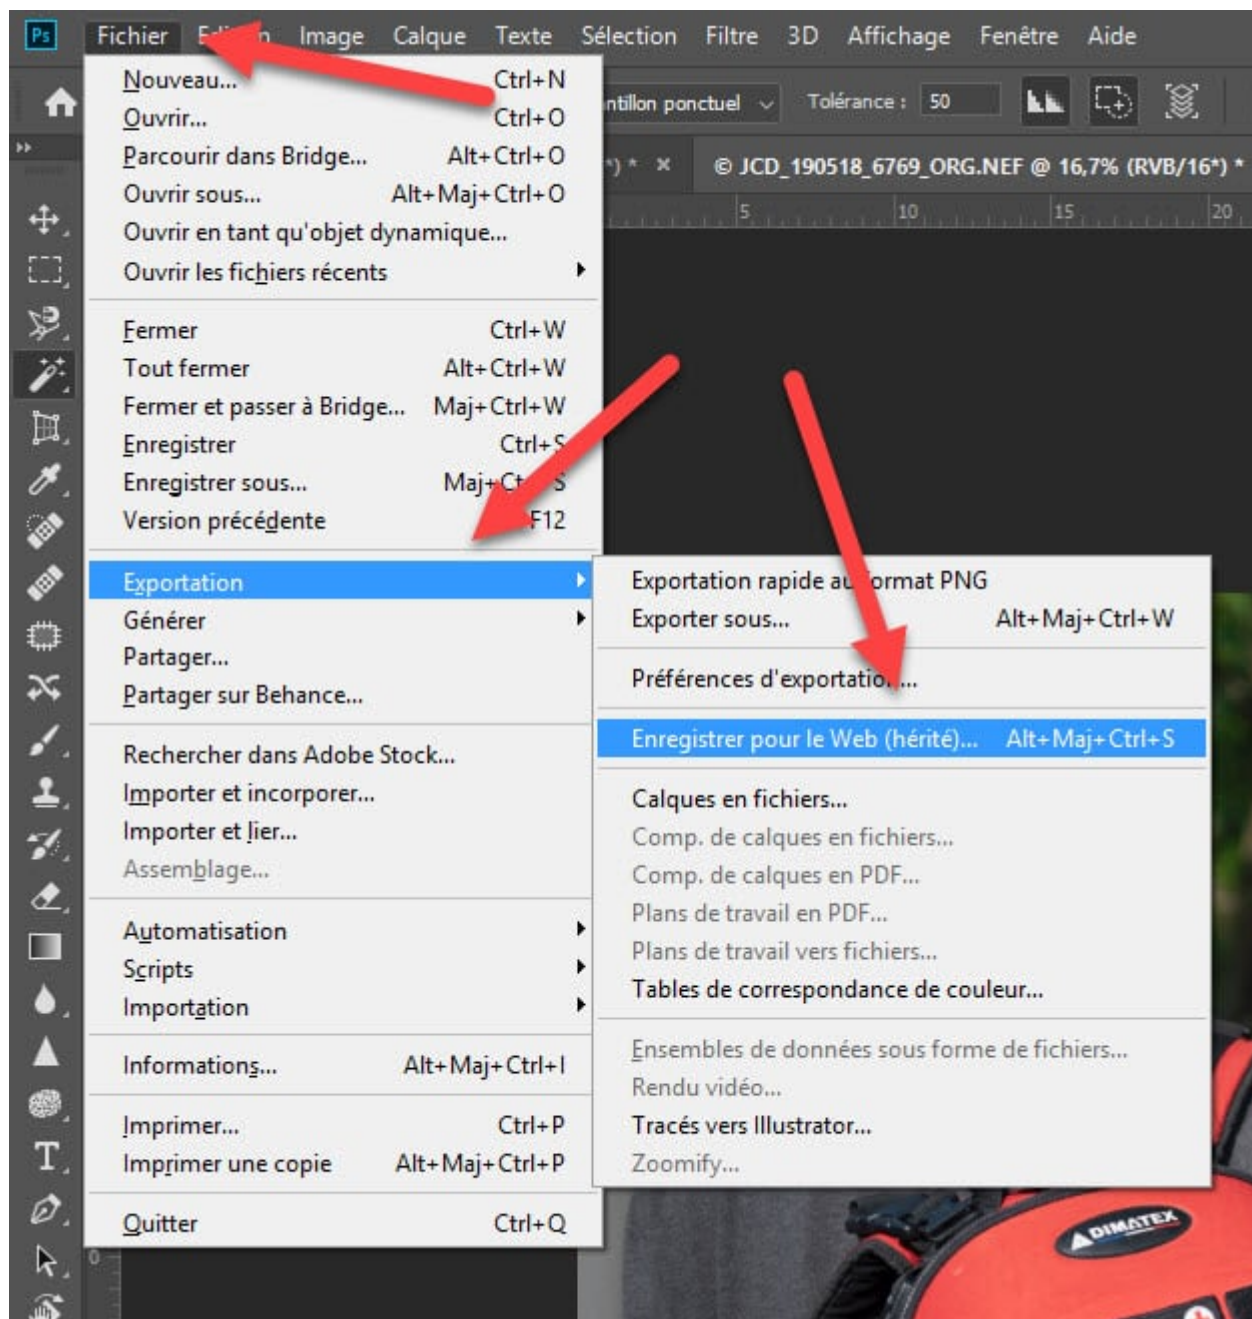 Ps Fichier Edition Image Calque Texte Sélection Filtre 3D Affichage Fenêtre Aide
ponctuel Tolérance : 50
*) * × © JCD_190518_6769_ORG.NEF @ 16,7% (RVB/16*) *
5 10 15 20
Nouveau... Ctrl+N
Ouvrir... Ctrl+O
Parcourir dans Bridge... Alt+Ctrl+O
Ouvrir sous... Alt+Maj+Ctrl+O
Ouvrir en tant qu'objet dynamique...
Ouvrir les fichiers récents
Fermer Ctrl+W
Tout fermer Alt+Ctrl+W
Fermer et passer à Bridge... Maj+Ctrl+W
Enregistrer Ctrl+S
Enregistrer sous... Maj+Ctrl+S
Version précédente F12
Exportation
Générer
Partager...
Partager sur Behance...
Rechercher dans Adobe Stock...
Importer et incorporer...
Importer et lier...
Assemblage...
Automatisation
Scripts
Importation
Informations... Alt+Maj+Ctrl+I
Imprimer... Ctrl+P
Imprimer une copie Alt+Maj+Ctrl+P
Quitter Ctrl+Q
Exportation rapide au format PNG
Exporter sous... Alt+Maj+Ctrl+W
Préférences d'exportation...
Enregistrer pour le Web (hérité)... Alt+Maj+Ctrl+S
Calques en fichiers...
Comp. de calques en fichiers...
Comp. de calques en PDF...
Plans de travail en PDF...
Plans de travail vers fichiers...
Tables de correspondance de couleur...
Ensembles de données sous forme de fichiers...
Rendu vidéo...
Tracés vers Illustrator...
Zoomify...
DIMATEX
0